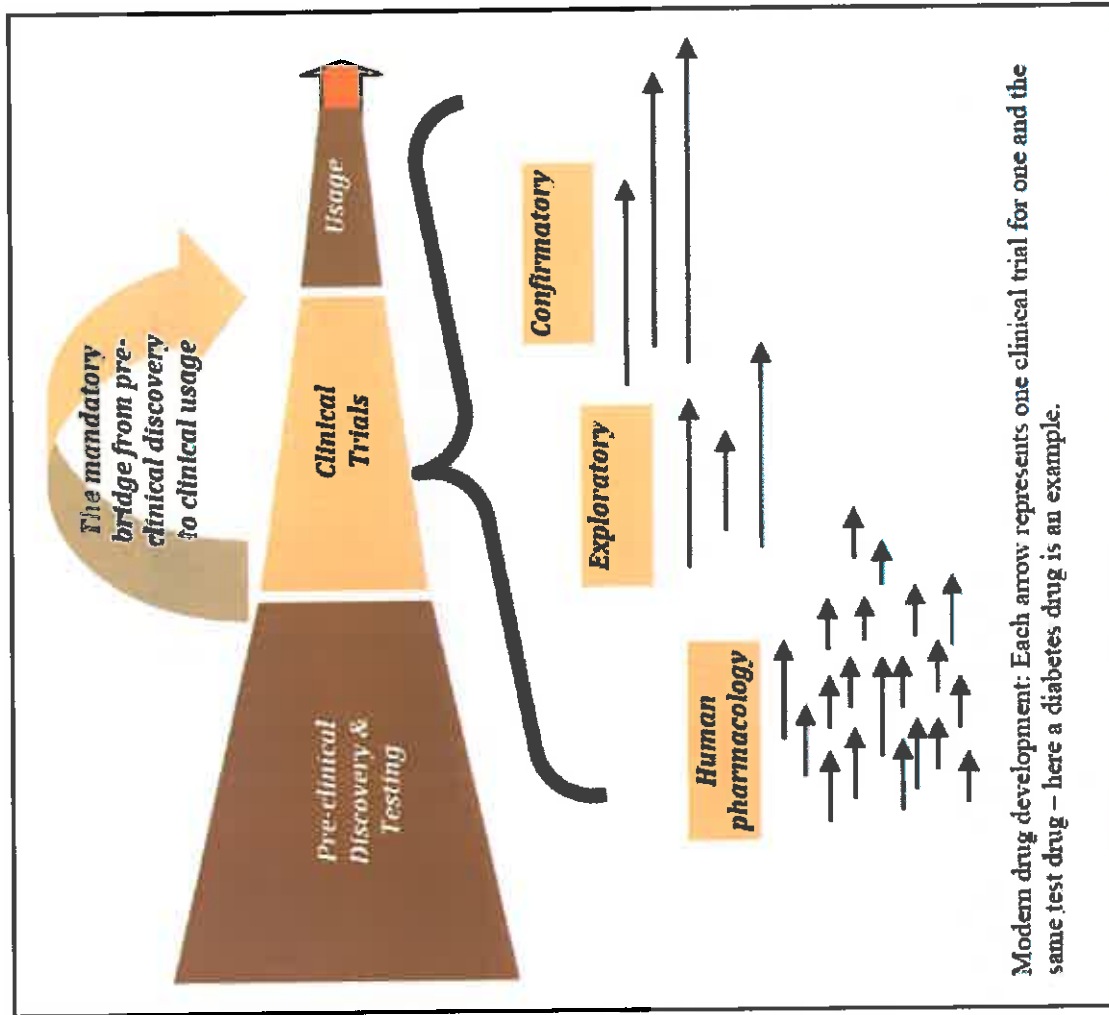 The mandatory
bridge from pre-
clinical discovery
to clinical usage
Pre-clinical
Discovery &
Testing
Clinical
Trials
Usage
Human
pharmacology
Exploratory
Confirmatory
Modern drug development: Each arrow represents one clinical trial for one and the
same test drug – here a diabetes drug is an example.